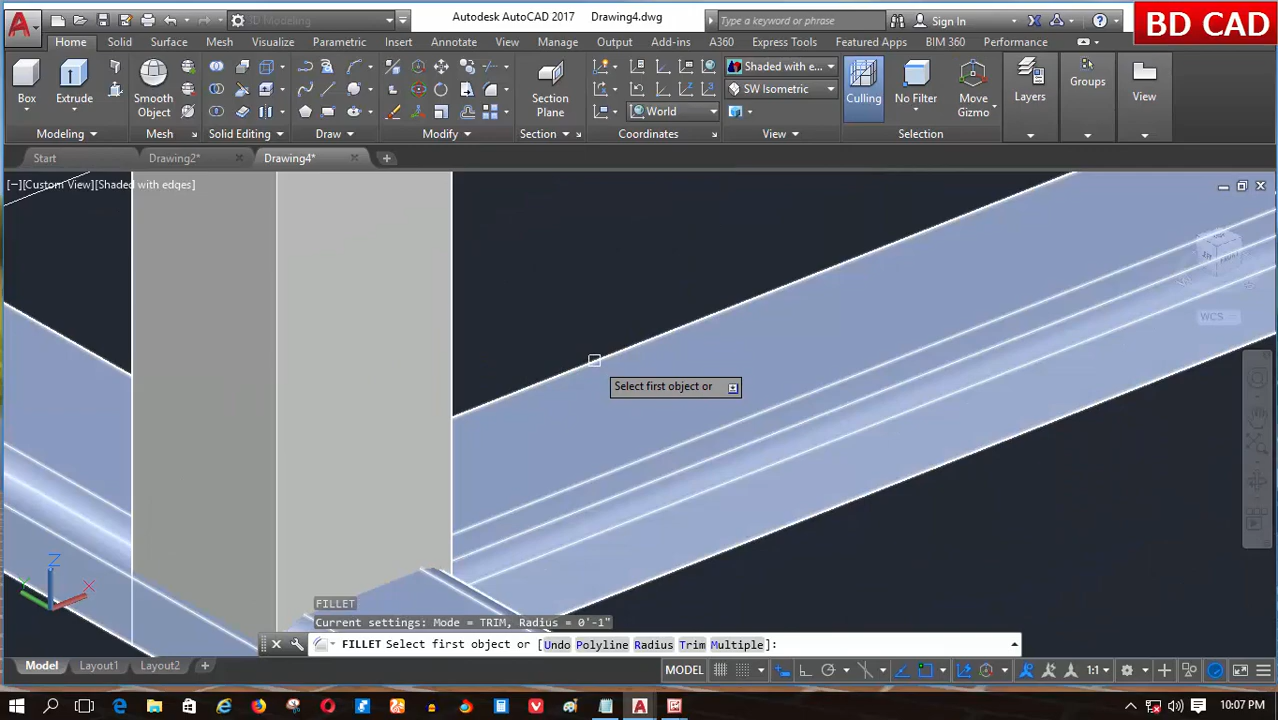 Autodesk AutoCAD 2017 Drawing4.dwg
Type a keyword or phrase
Sign In
BD CAD
3D Modeling
Home Solid Surface Mesh Visualize Parametric Insert Annotate View Manage Output Add-ins A360 Express Tools Featured Apps BIM 360 Performance
Box Extrude Smooth Object Section Plane World Shaded with e... SW Isometric Culling No Filter Move Gizmo Layers Groups View
Modeling Mesh Solid Editing Draw Modify Section Coordinates View Selection
Start Drawing2* Drawing4*
[−][Custom View][Shaded with edges]
WCS
Select first object or
Z
Y X
FILLET
Current settings: Mode = TRIM, Radius = 0'-1"
FILLET Select first object or [Undo Polyline Radius Trim Multiple]:
Model Layout1 Layout2
MODEL
1:1
10:07 PM